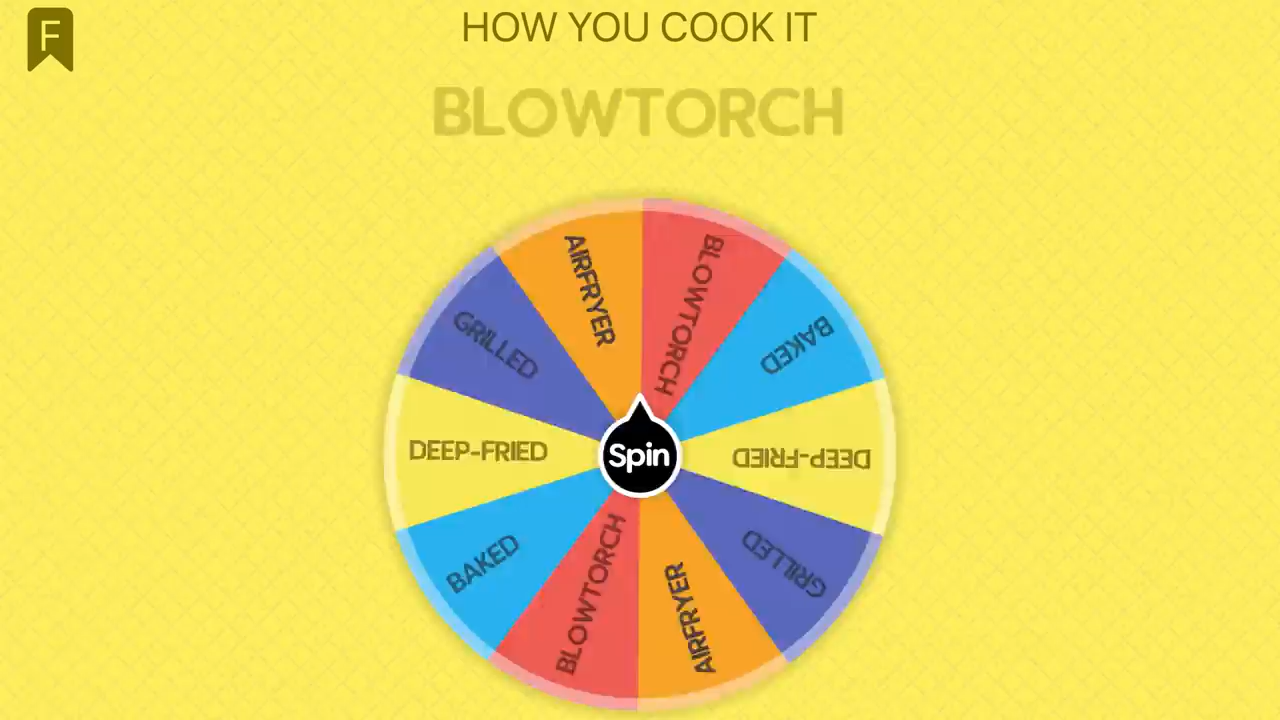 F
HOW YOU COOK IT
BLOWTORCH
AIRFRYER
BLOWTORCH
GRILLED
BAKED
DEEP-FRIED
Spin
DEEP-FRIED
BAKED
GRILLED
BLOWTORCH
AIRFRYER